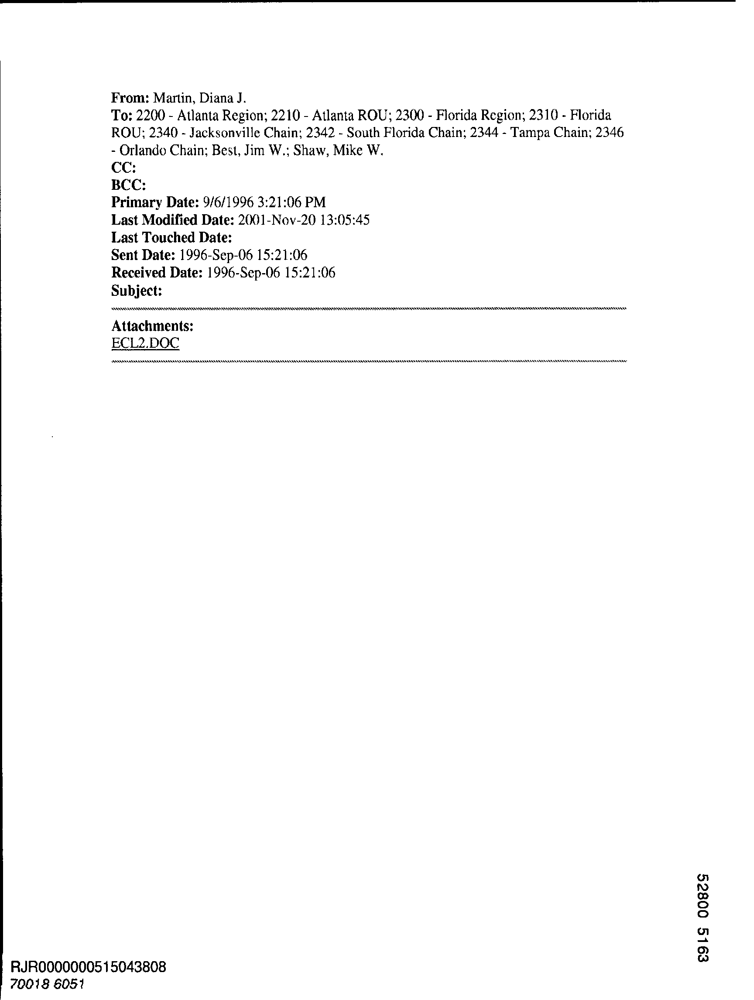 From: Martin, Diana J.
To: 2200 - Atlanta Region; 2210 - Atlanta ROU; 2300 - Florida Region; 2310 - Florida
ROU; 2340 - Jacksonville Chain; 2342 - South Florida Chain; 2344 - Tampa Chain; 2346
- Orlando Chain; Best, Jim W.; Shaw, Mike W.
CC:
BCC:
Primary Date: 9/6/1996 3:21:06 PM
Last Modified Date: 2001-Nov-20 13:05:45
Last Touched Date:
Sent Date: 1996-Sep-06 15:21:06
Received Date: 1996-Sep-06 15:21:06
Subject:
Attachments:
ECL2.DOC
52800 5163
RJR0000000515043808
70018 6051